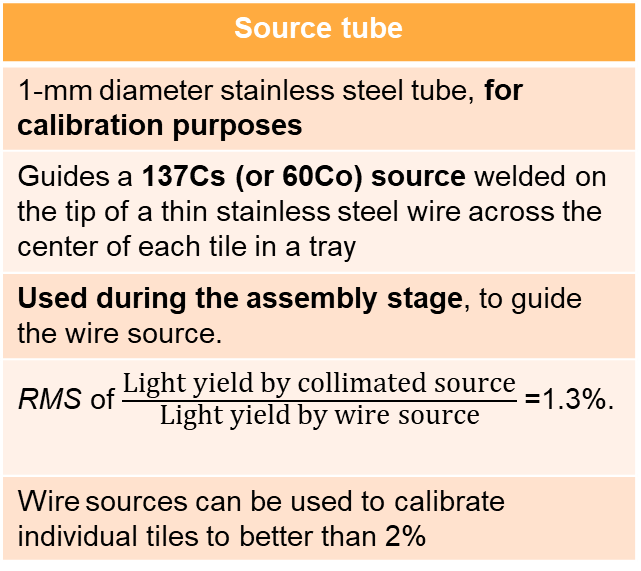 Source tube
1-mm diameter stainless steel tube, for
calibration purposes
Guides a 137Cs (or 60Co) source welded on
the tip of a thin stainless steel wire across the
center of each tile in a tray
Used during the assembly stage, to guide
the wire source.
RMS of Light yield by collimated source / Light yield by wire source =1.3%.
Wire sources can be used to calibrate
individual tiles to better than 2%